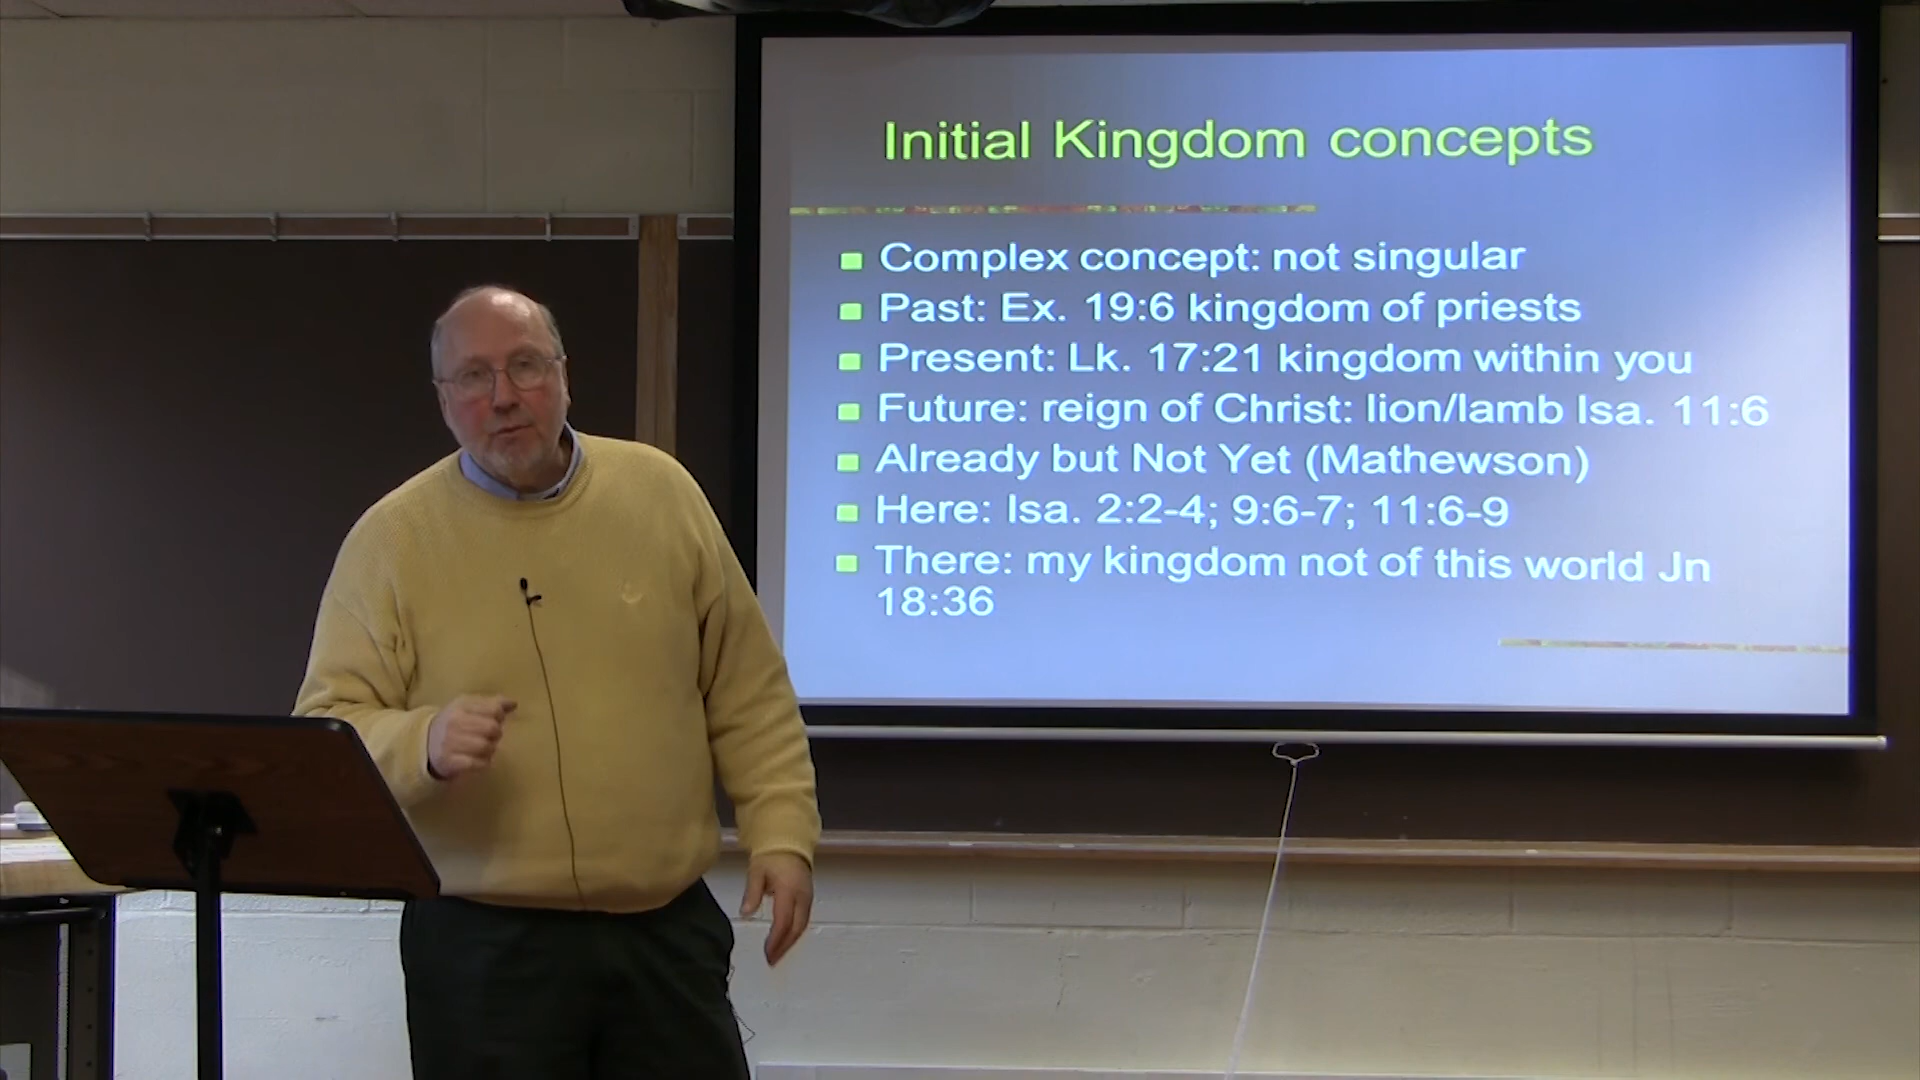 Initial Kingdom concepts
Complex concept: not singular
Past: Ex. 19:6 kingdom of priests
Present: Lk. 17:21 kingdom within you
Future: reign of Christ: lion/lamb Isa. 11:6
Already but Not Yet (Mathewson)
Here: Isa. 2:2-4; 9:6-7; 11:6-9
There: my kingdom not of this world Jn
18:36